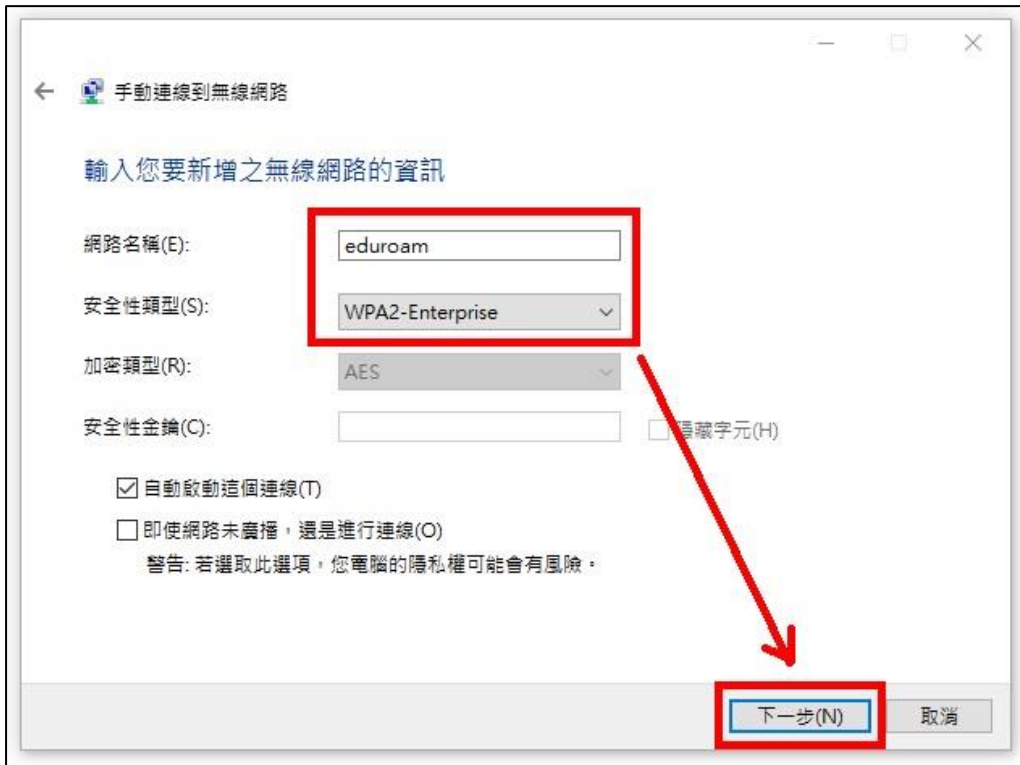 手動連線到無線網路
輸入您要新增之無線網路的資訊
網路名稱(E): eduroam
安全性類型(S): WPA2-Enterprise
加密類型(R): AES
安全性金鑰(C): 隱藏字元(H)
自動啟動這個連線(T)
即使網路未廣播，還是進行連線(O)
警告: 若選取此選項，您電腦的隱私權可能會有風險。
下一步(N) 取消